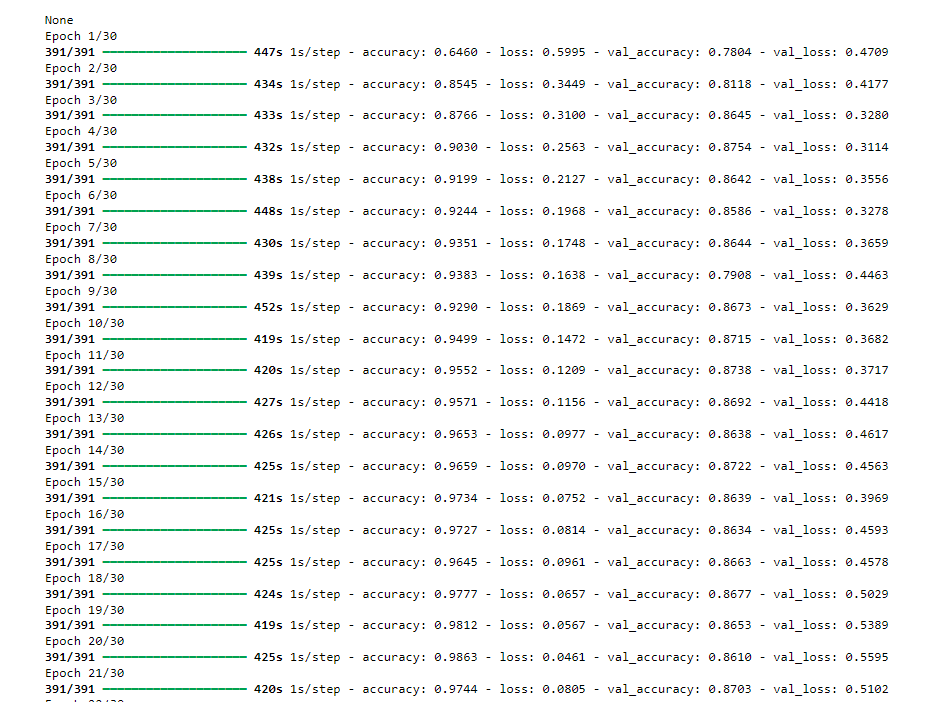 None
Epoch 1/30
391/391 ━━━━━━━━━━━━━━━━━━━━ 447s 1s/step - accuracy: 0.6460 - loss: 0.5995 - val_accuracy: 0.7804 - val_loss: 0.4709
Epoch 2/30
391/391 ━━━━━━━━━━━━━━━━━━━━ 434s 1s/step - accuracy: 0.8545 - loss: 0.3449 - val_accuracy: 0.8118 - val_loss: 0.4177
Epoch 3/30
391/391 ━━━━━━━━━━━━━━━━━━━━ 433s 1s/step - accuracy: 0.8766 - loss: 0.3100 - val_accuracy: 0.8645 - val_loss: 0.3280
Epoch 4/30
391/391 ━━━━━━━━━━━━━━━━━━━━ 432s 1s/step - accuracy: 0.9030 - loss: 0.2563 - val_accuracy: 0.8754 - val_loss: 0.3114
Epoch 5/30
391/391 ━━━━━━━━━━━━━━━━━━━━ 438s 1s/step - accuracy: 0.9199 - loss: 0.2127 - val_accuracy: 0.8642 - val_loss: 0.3556
Epoch 6/30
391/391 ━━━━━━━━━━━━━━━━━━━━ 448s 1s/step - accuracy: 0.9244 - loss: 0.1968 - val_accuracy: 0.8586 - val_loss: 0.3278
Epoch 7/30
391/391 ━━━━━━━━━━━━━━━━━━━━ 430s 1s/step - accuracy: 0.9351 - loss: 0.1748 - val_accuracy: 0.8644 - val_loss: 0.3659
Epoch 8/30
391/391 ━━━━━━━━━━━━━━━━━━━━ 439s 1s/step - accuracy: 0.9383 - loss: 0.1638 - val_accuracy: 0.7908 - val_loss: 0.4463
Epoch 9/30
391/391 ━━━━━━━━━━━━━━━━━━━━ 452s 1s/step - accuracy: 0.9290 - loss: 0.1869 - val_accuracy: 0.8673 - val_loss: 0.3629
Epoch 10/30
391/391 ━━━━━━━━━━━━━━━━━━━━ 419s 1s/step - accuracy: 0.9499 - loss: 0.1472 - val_accuracy: 0.8715 - val_loss: 0.3682
Epoch 11/30
391/391 ━━━━━━━━━━━━━━━━━━━━ 420s 1s/step - accuracy: 0.9552 - loss: 0.1209 - val_accuracy: 0.8738 - val_loss: 0.3717
Epoch 12/30
391/391 ━━━━━━━━━━━━━━━━━━━━ 427s 1s/step - accuracy: 0.9571 - loss: 0.1156 - val_accuracy: 0.8692 - val_loss: 0.4418
Epoch 13/30
391/391 ━━━━━━━━━━━━━━━━━━━━ 426s 1s/step - accuracy: 0.9653 - loss: 0.0977 - val_accuracy: 0.8638 - val_loss: 0.4617
Epoch 14/30
391/391 ━━━━━━━━━━━━━━━━━━━━ 425s 1s/step - accuracy: 0.9659 - loss: 0.0970 - val_accuracy: 0.8722 - val_loss: 0.4563
Epoch 15/30
391/391 ━━━━━━━━━━━━━━━━━━━━ 421s 1s/step - accuracy: 0.9734 - loss: 0.0752 - val_accuracy: 0.8639 - val_loss: 0.3969
Epoch 16/30
391/391 ━━━━━━━━━━━━━━━━━━━━ 425s 1s/step - accuracy: 0.9727 - loss: 0.0814 - val_accuracy: 0.8634 - val_loss: 0.4593
Epoch 17/30
391/391 ━━━━━━━━━━━━━━━━━━━━ 425s 1s/step - accuracy: 0.9645 - loss: 0.0961 - val_accuracy: 0.8663 - val_loss: 0.4578
Epoch 18/30
391/391 ━━━━━━━━━━━━━━━━━━━━ 424s 1s/step - accuracy: 0.9777 - loss: 0.0657 - val_accuracy: 0.8677 - val_loss: 0.5029
Epoch 19/30
391/391 ━━━━━━━━━━━━━━━━━━━━ 419s 1s/step - accuracy: 0.9812 - loss: 0.0567 - val_accuracy: 0.8653 - val_loss: 0.5389
Epoch 20/30
391/391 ━━━━━━━━━━━━━━━━━━━━ 425s 1s/step - accuracy: 0.9863 - loss: 0.0461 - val_accuracy: 0.8610 - val_loss: 0.5595
Epoch 21/30
391/391 ━━━━━━━━━━━━━━━━━━━━ 420s 1s/step - accuracy: 0.9744 - loss: 0.0805 - val_accuracy: 0.8703 - val_loss: 0.5102